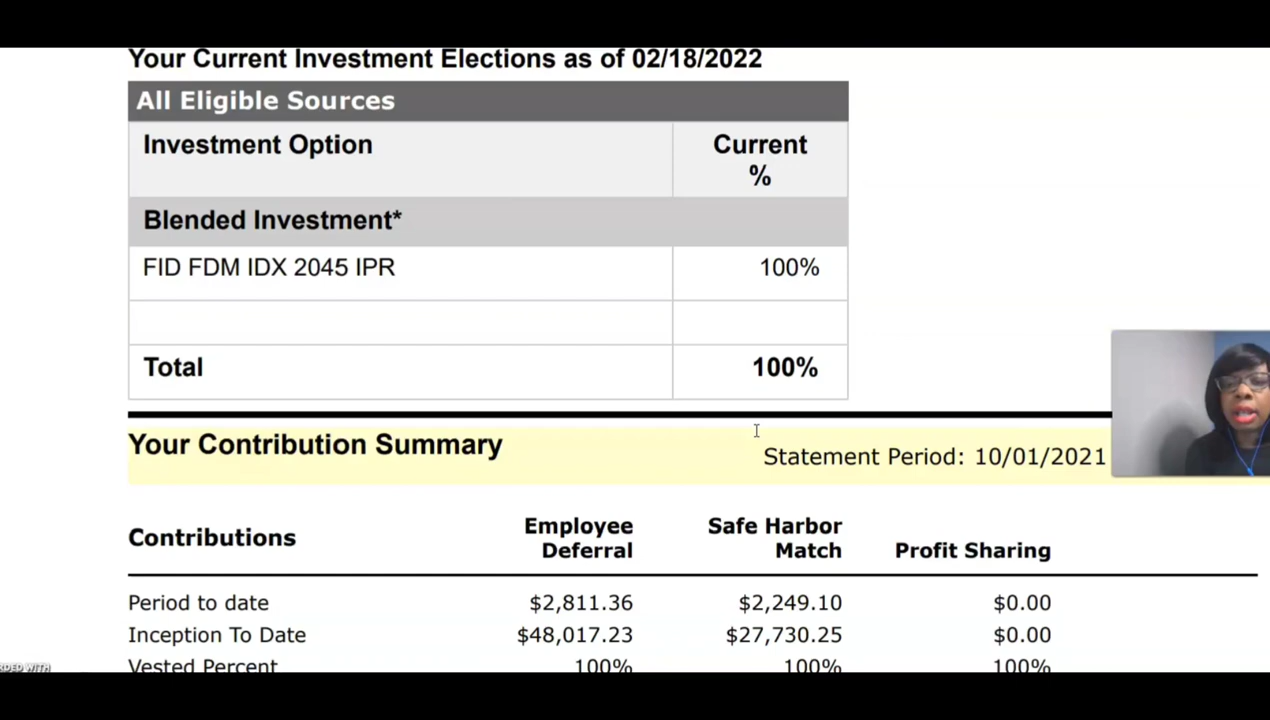 Your Current Investment Elections as of 02/18/2022
All Eligible Sources
Investment Option Current %
Blended Investment*
FID FDM IDX 2045 IPR 100%
Total 100%
Your Contribution Summary Statement Period: 10/01/2021
Contributions Employee Deferral Safe Harbor Match Profit Sharing
Period to date $2,811.36 $2,249.10 $0.00
Inception To Date $48,017.23 $27,730.25 $0.00
Vested Percent 100% 100% 100%
RDED WITH